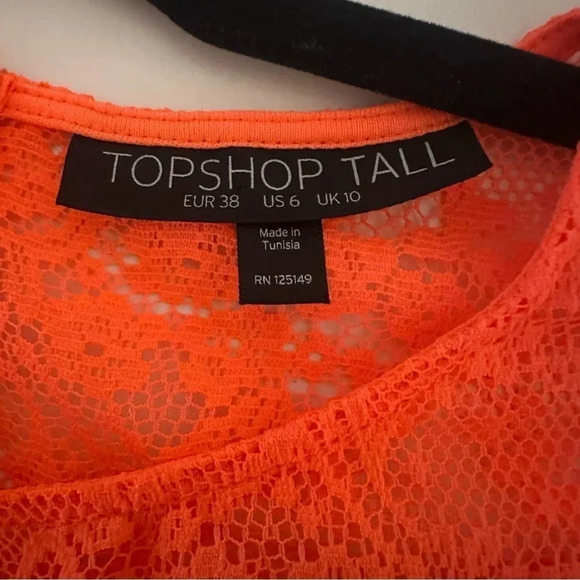 TOPSHOP TALL
EUR 38 US 6 UK 10
Made in
Tunisia
RN 125149